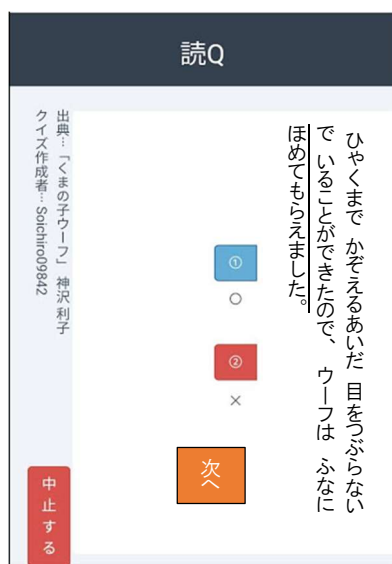 読Q
ひゃくまで かぞえるあいだ 目をつぶらない
で いることができたので、 ウーフは ふなに
ほめてもらえました。
①
○
②
×
次へ
出典…「くまの子ウーフ」 神沢 利子
クイズ作成者… Soichiro09842
中止する